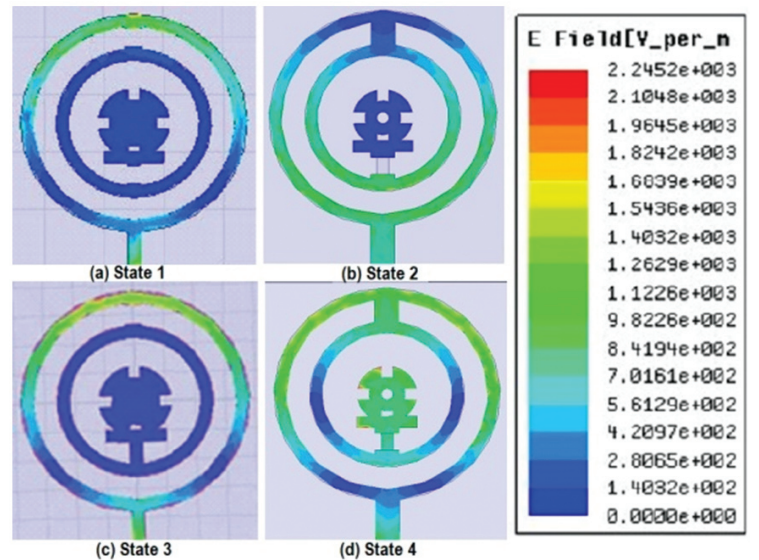 E Field[V_per_m
2.2452e+003
2.1048e+003
1.9645e+003
1.8242e+003
1.6839e+003
1.5436e+003
1.4032e+003
1.2629e+003
1.1226e+003
9.8226e+002
8.4194e+002
7.0161e+002
5.6129e+002
4.2097e+002
2.8065e+002
1.4032e+002
0.0000e+000
(a) State 1
(b) State 2
(c) State 3
(d) State 4